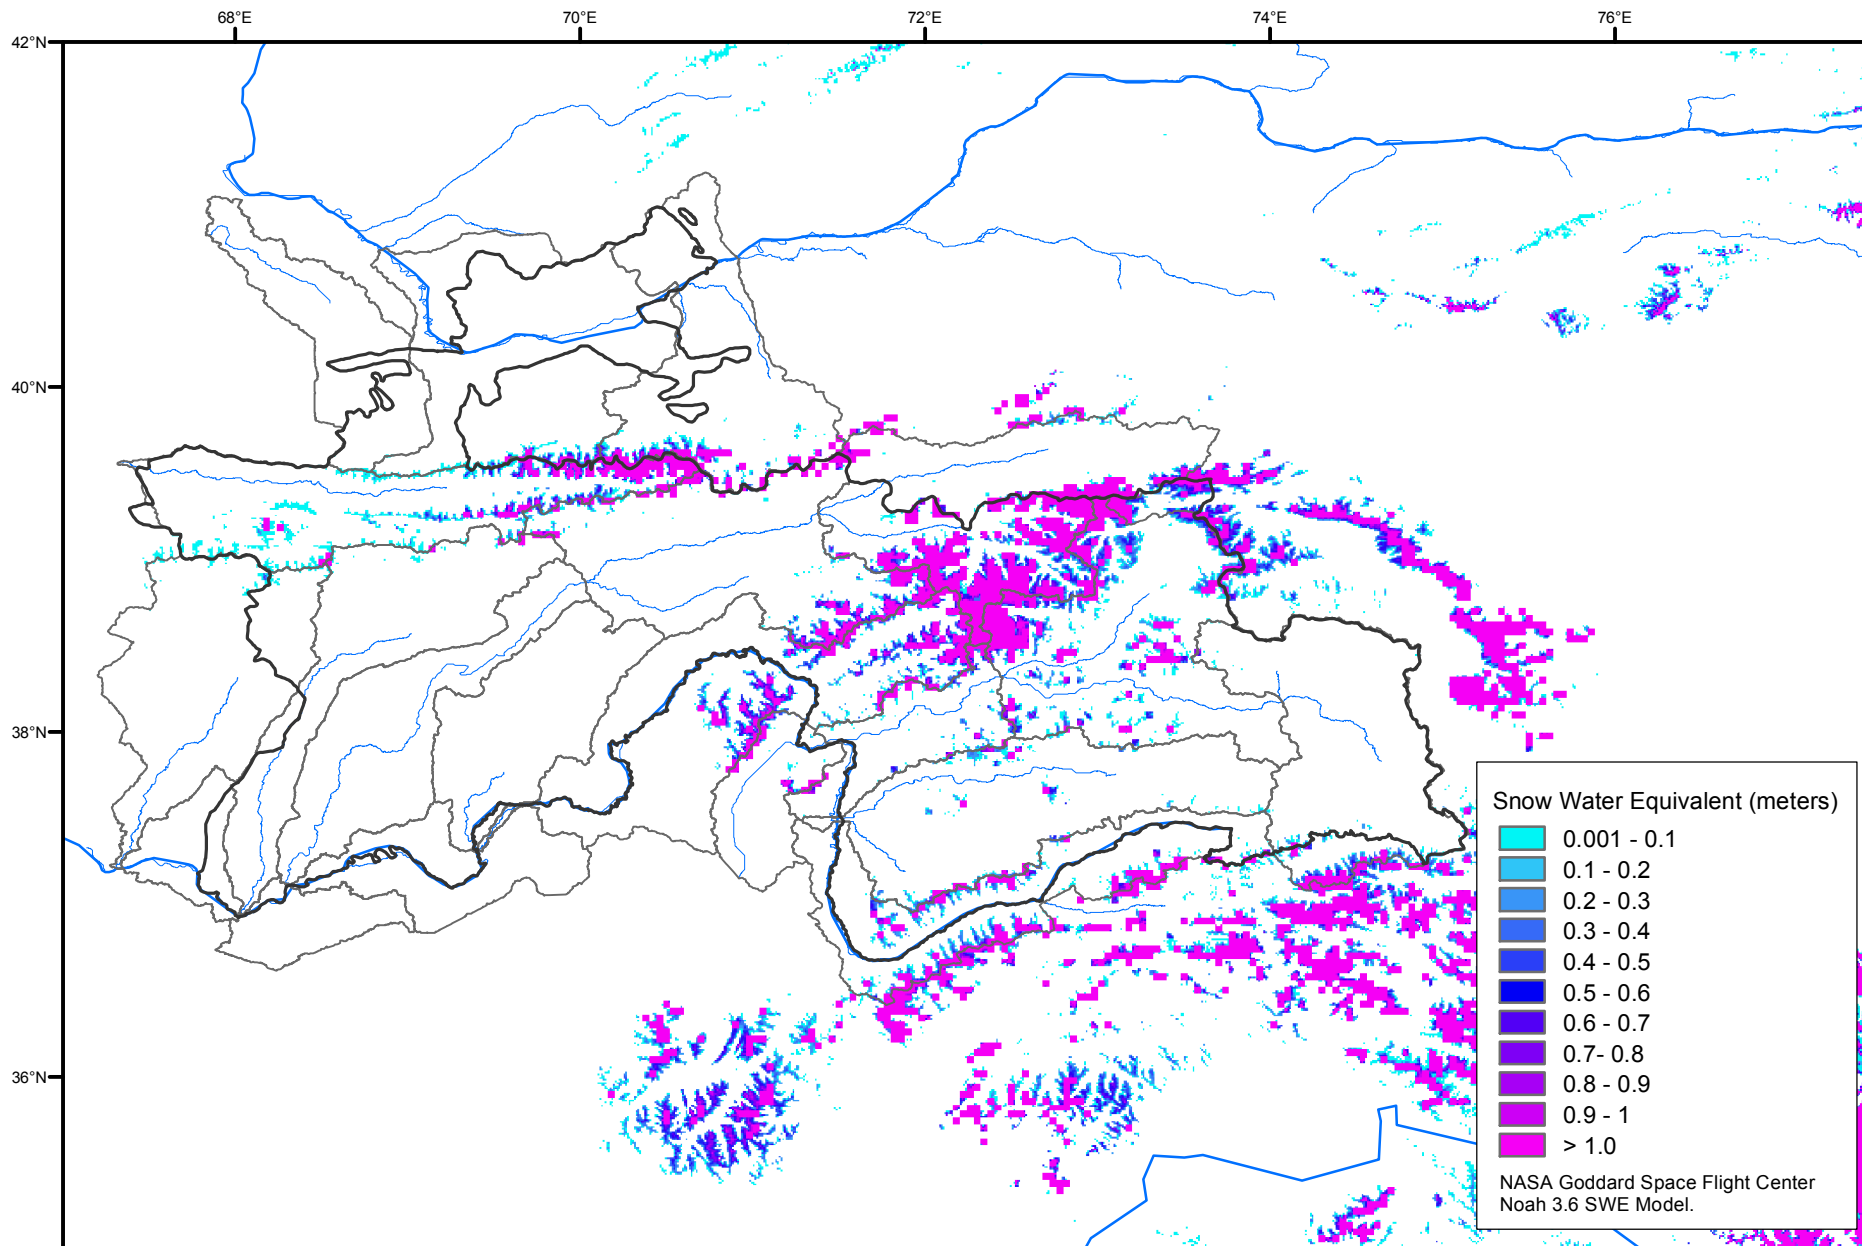 68°E 70°E 72°E 74°E 76°E
42°N
40°N
38°N
36°N
Snow Water Equivalent (meters)
0.001 - 0.1
0.1 - 0.2
0.2 - 0.3
0.3 - 0.4
0.4 - 0.5
0.5 - 0.6
0.6 - 0.7
0.7- 0.8
0.8 - 0.9
0.9 - 1
> 1.0
NASA Goddard Space Flight Center
Noah 3.6 SWE Model.